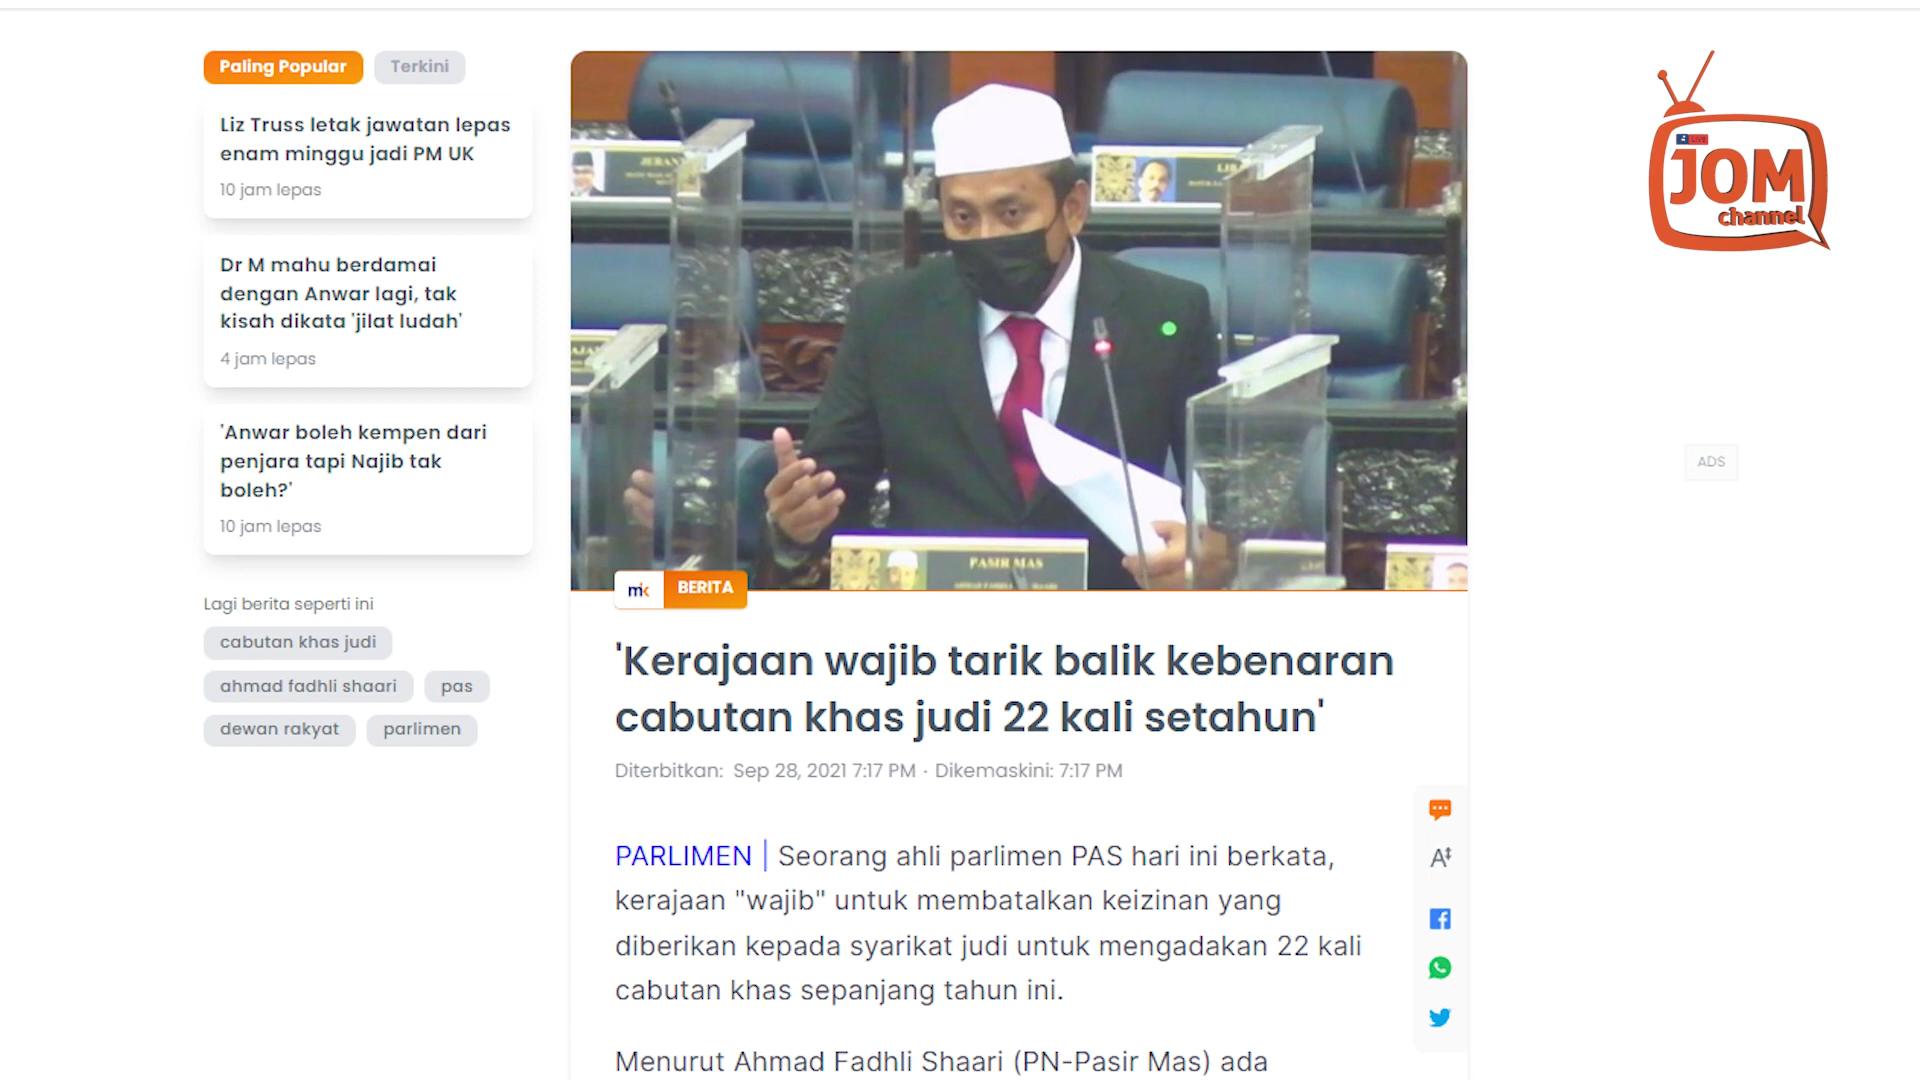 Paling Popular
Terkini
Liz Truss letak jawatan lepas
enam minggu jadi PM UK
10 jam lepas
Dr M mahu berdamai
dengan Anwar lagi, tak
kisah dikata 'jilat ludah'
4 jam lepas
'Anwar boleh kempen dari
penjara tapi Najib tak
boleh?'
10 jam lepas
Lagi berita seperti ini
cabutan khas judi
ahmad fadhli shaari
pas
dewan rakyat
parlimen
PASIR MAS
mk
BERITA
'Kerajaan wajib tarik balik kebenaran
cabutan khas judi 22 kali setahun'
Diterbitkan: Sep 28, 2021 7:17 PM · Dikemaskini: 7:17 PM
PARLIMEN | Seorang ahli parlimen PAS hari ini berkata,
kerajaan "wajib" untuk membatalkan keizinan yang
diberikan kepada syarikat judi untuk mengadakan 22 kali
cabutan khas sepanjang tahun ini.
Menurut Ahmad Fadhli Shaari (PN-Pasir Mas) ada
LIVE
JOM
channel
ADS